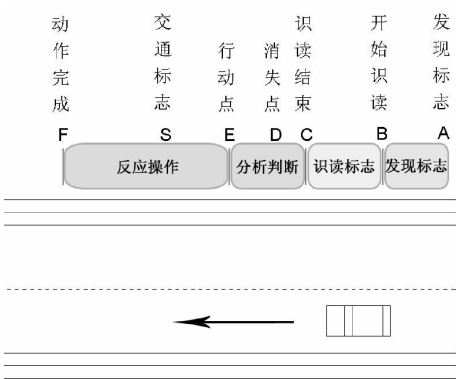 动作完成
交通标志
行动点
消失点
识读结束
开始识读
发现标志
F S E D C B A
反应操作 分析判断 识读标志 发现标志